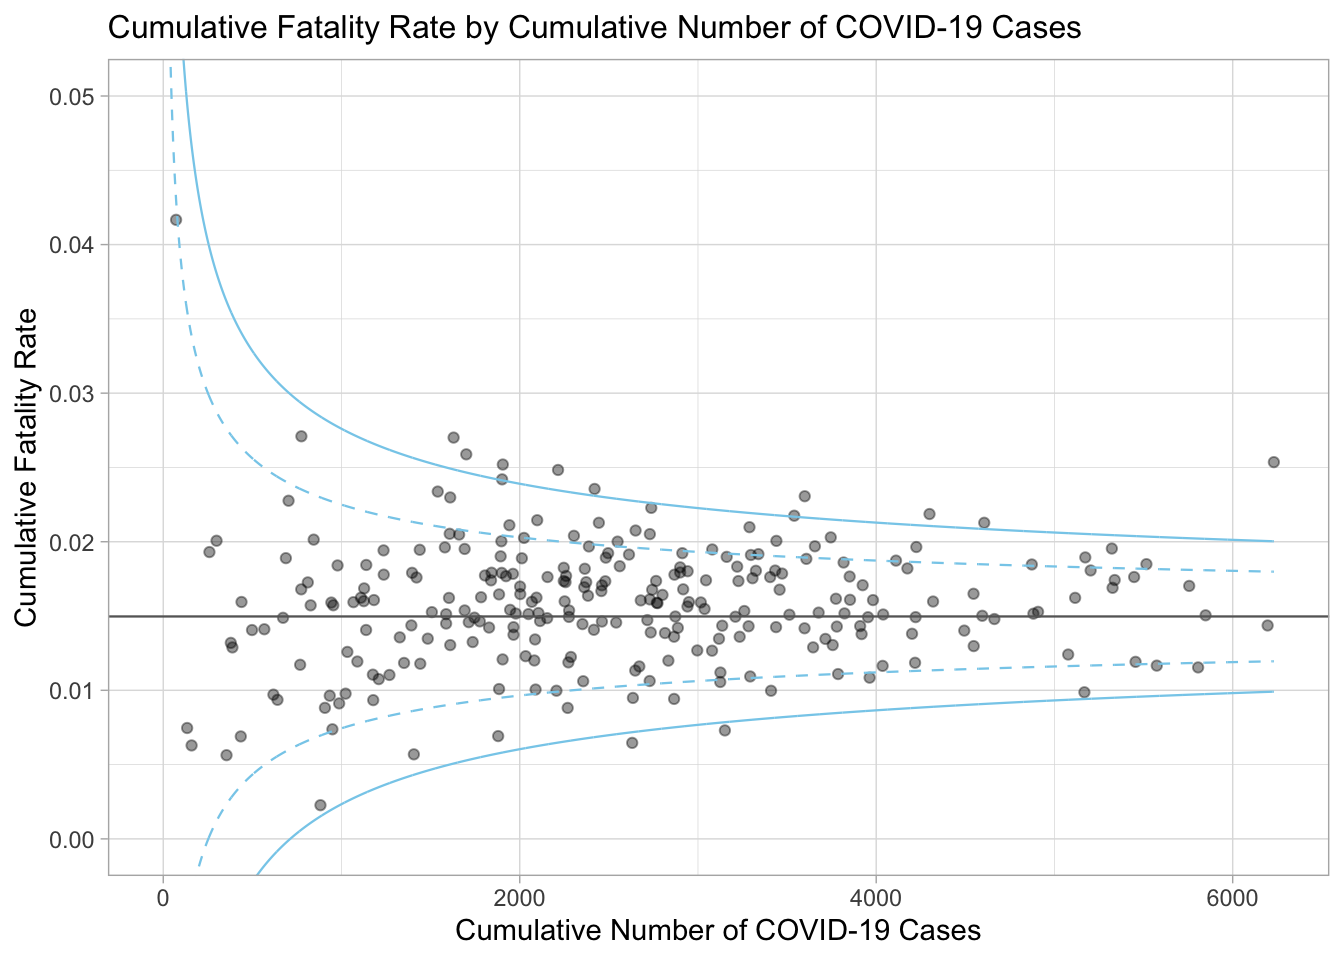 Cumulative Fatality Rate by Cumulative Number of COVID-19 Cases
Cumulative Fatality Rate
0.05
0.04
0.03
0.02
0.01
0.00
0 2000 4000 6000
Cumulative Number of COVID-19 Cases